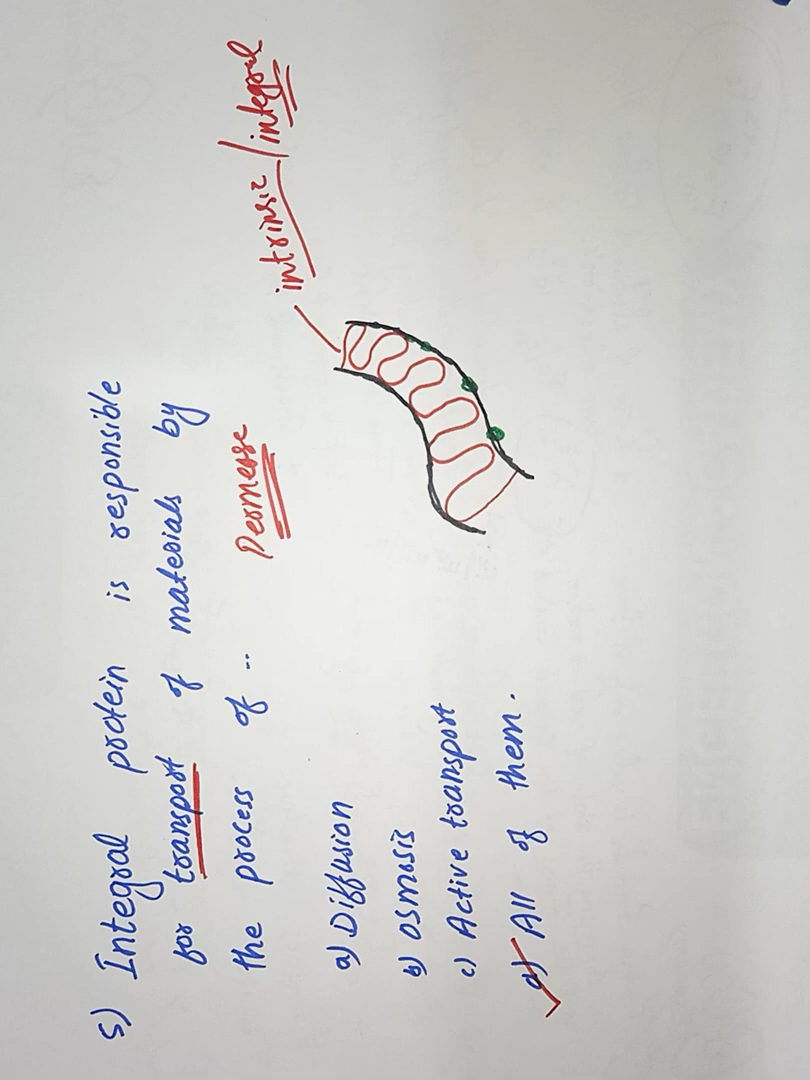 5) Integral protein is responsible
for transport of materials by
the process of ..
Permease
intrinsic / integral
a) Diffusion
b) Osmosis
c) Active transport
d) All of them.